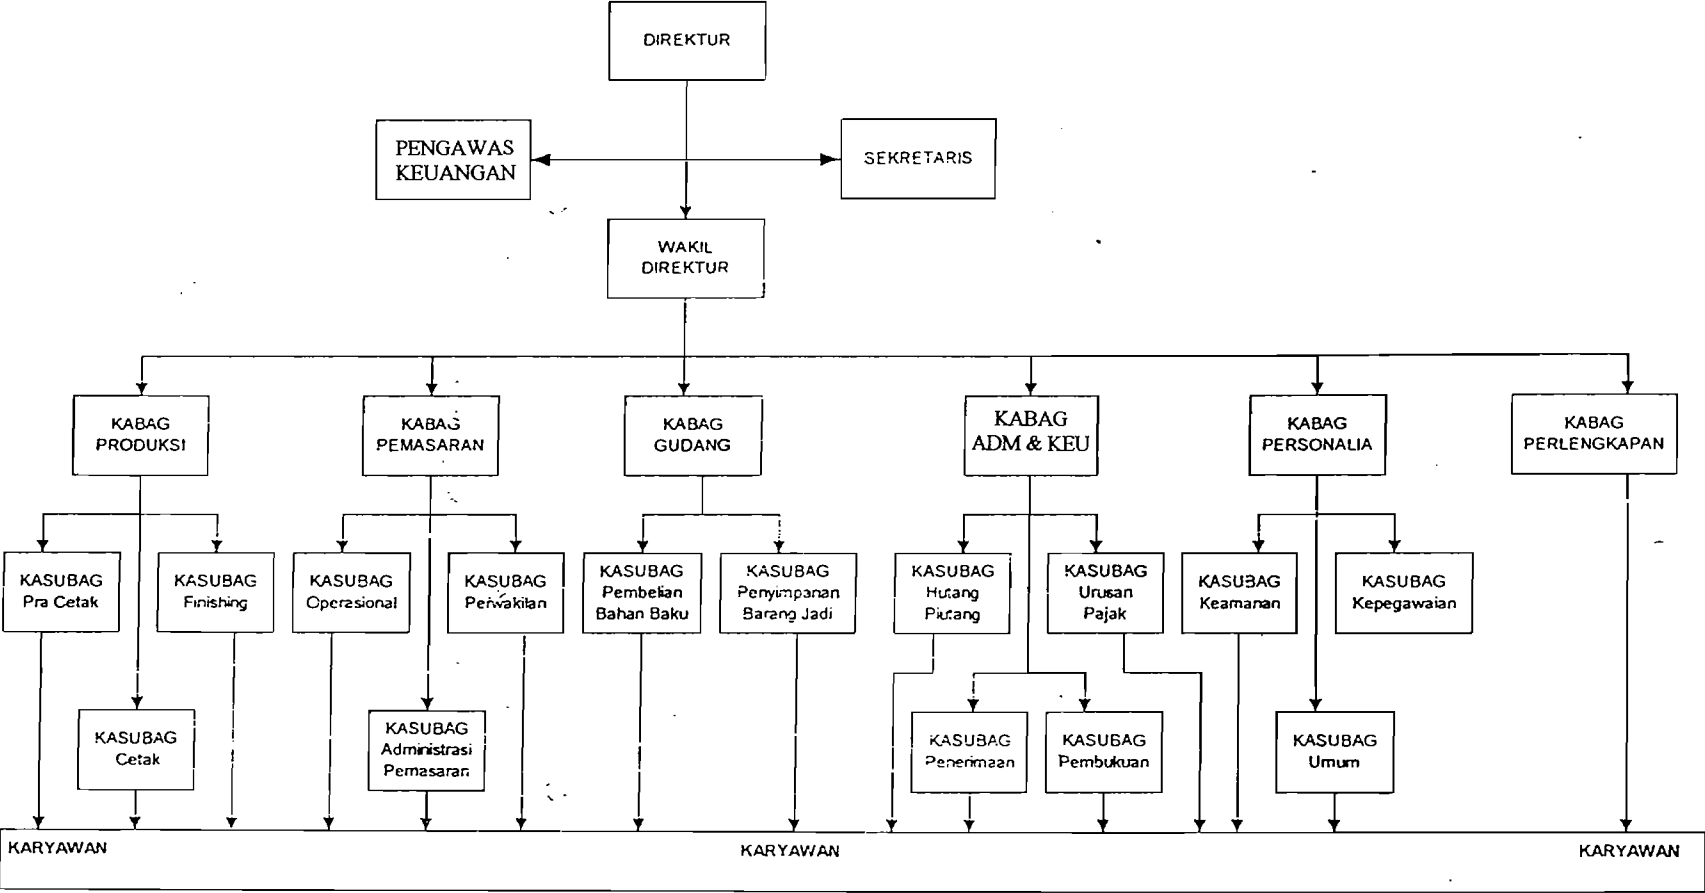 DIREKTUR
PENGAWAS
KEUANGAN
SEKRETARIS
WAKIL
DIREKTUR
KABAG
PRODUKSI
KABAG
PEMASARAN
KABAG
GUDANG
KABAG
ADM & KEU
KABAG
PERSONALIA
KABAG
PERLENGKAPAN
KASUBAG
Pra Cetak
KASUBAG
Finishing
KASUBAG
Operasional
KASUBAG
Perwakilan
KASUBAG
Pembelian
Bahan Baku
KASUBAG
Penyimpanan
Barang Jadi
KASUBAG
Hutang
Piutang
KASUBAG
Urusan
Pajak
KASUBAG
Keamanan
KASUBAG
Kepegawaian
KASUBAG
Cetak
KASUBAG
Administrasi
Pemasaran
KASUBAG
Penerimaan
KASUBAG
Pembukuan
KASUBAG
Umum
KARYAWAN
KARYAWAN
KARYAWAN